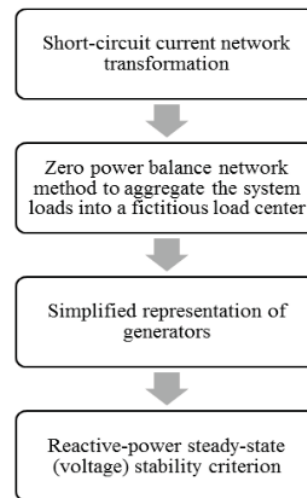 Short-circuit current network
transformation
Zero power balance network
method to aggregate the system
loads into a fictitious load center
Simplified representation of
generators
Reactive-power steady-state
(voltage) stability criterion